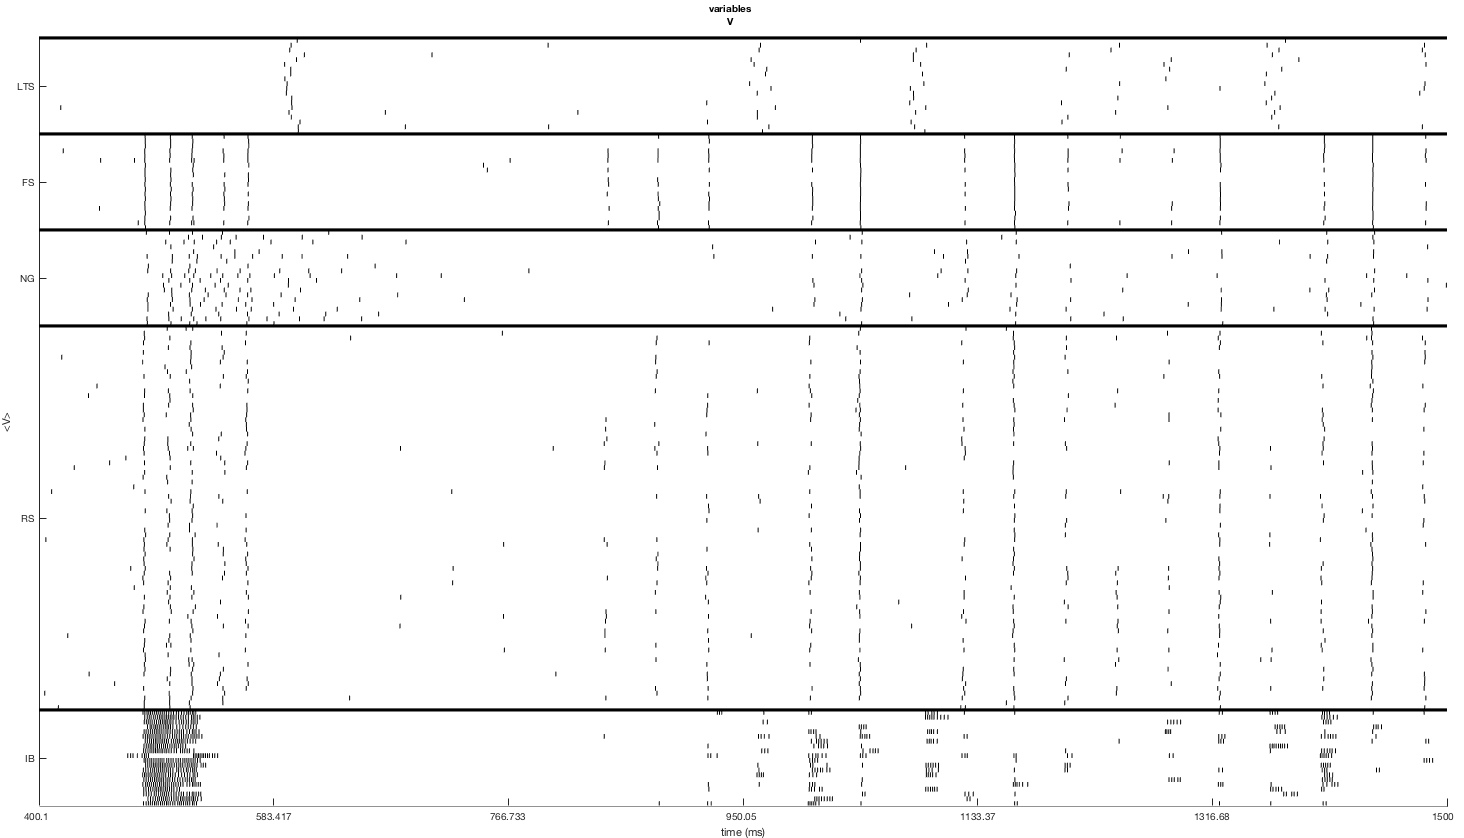 variables
V
LTS
FS
NG
RS
IB
<V>
400.1 583.417 766.733 950.05 1133.37 1316.68 1500
time (ms)